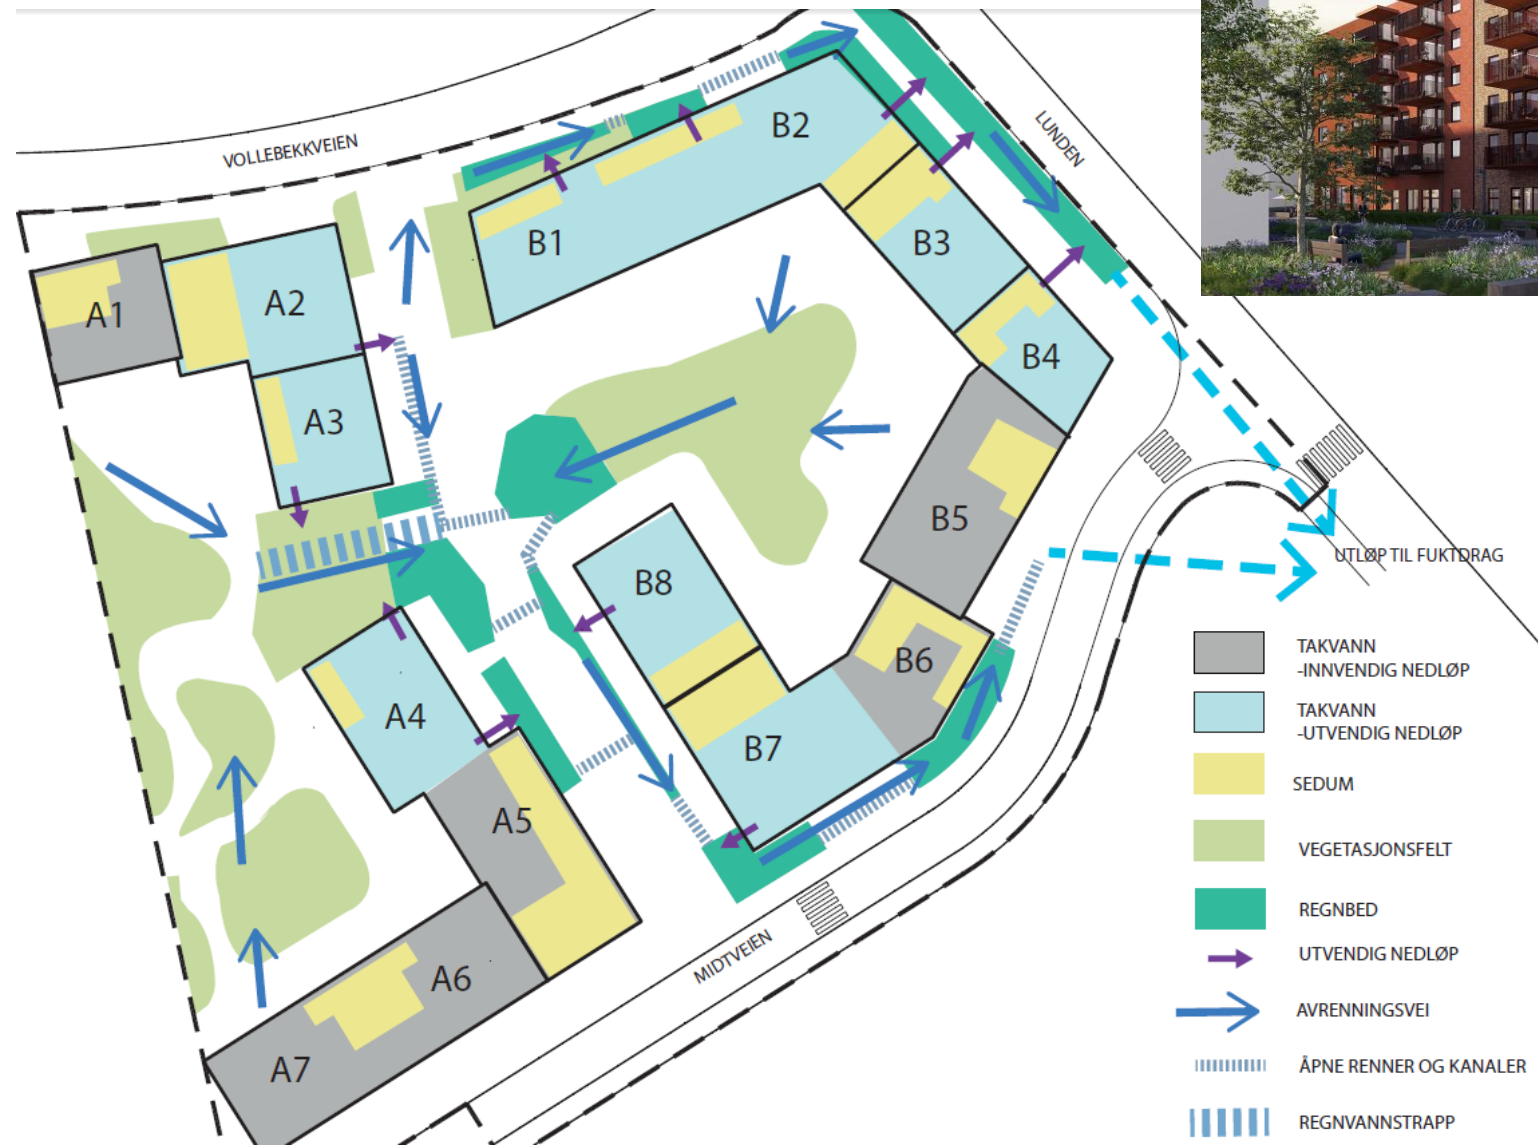 VOLLEBEKKVEIEN
LUNDEN
B2
B1
B3
A2
A1
B4
A3
B5
UTLØP TIL FUKTDRAG
B8
B6
A4
B7
A5
A6
A7
MIDTVEIEN
TAKVANN
-INNVENDIG NEDLØP
TAKVANN
-UTVENDIG NEDLØP
SEDUM
VEGETASJONSFELT
REGNBED
UTVENDIG NEDLØP
AVRENNINGSVEI
ÅPNE RENNER OG KANALER
REGNVANNSTRAPP